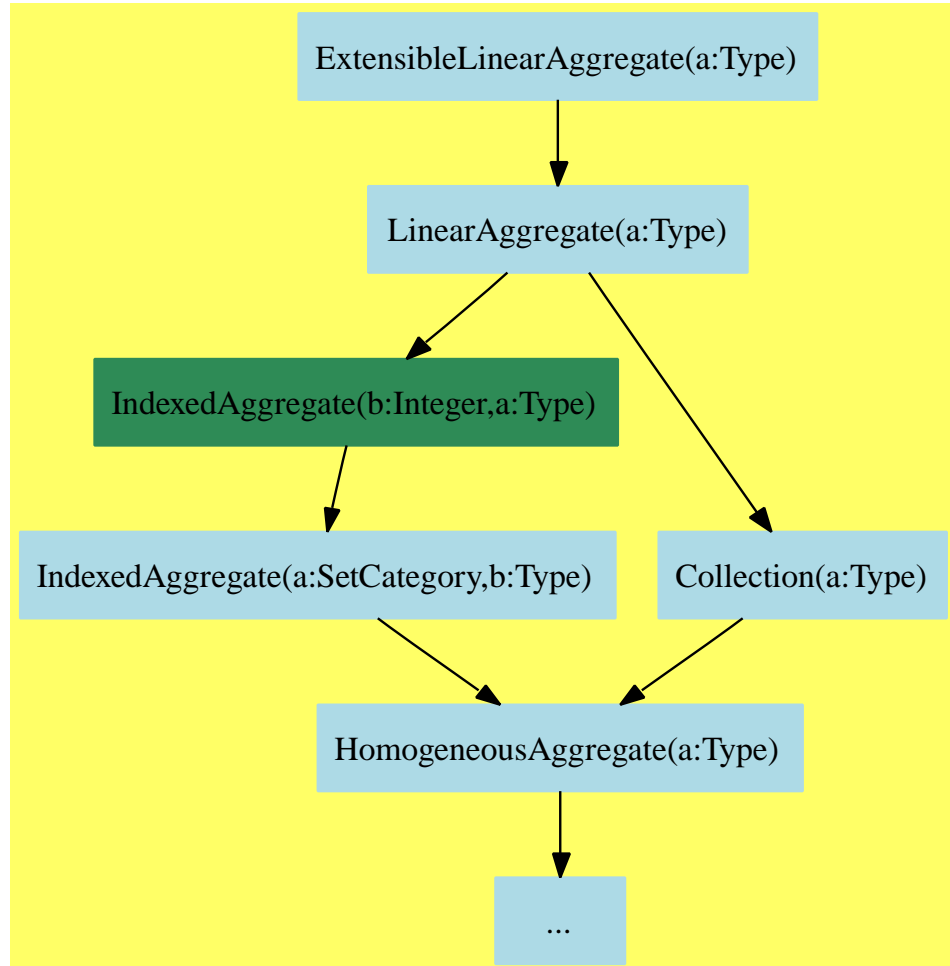 ExtensibleLinearAggregate(a:Type)
LinearAggregate(a:Type)
IndexedAggregate(b:Integer,a:Type)
IndexedAggregate(a:SetCategory,b:Type)
Collection(a:Type)
HomogeneousAggregate(a:Type)
...